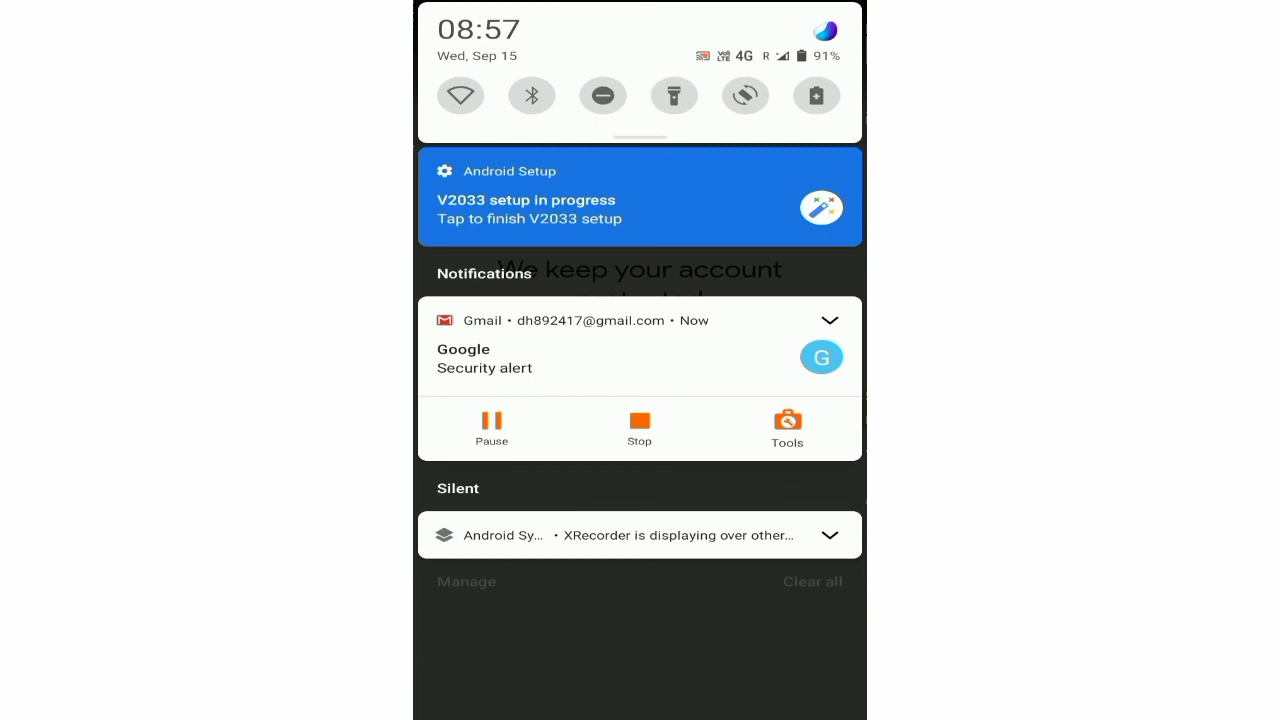 08:57
Wed, Sep 15
4G R 91%
Android Setup
V2033 setup in progress
Tap to finish V2033 setup
We keep your account
Notifications
Gmail • dh892417@gmail.com • Now
Google
Security alert
G
Pause Stop Tools
Silent
Android Sy... • XRecorder is displaying over other...
Manage Clear all